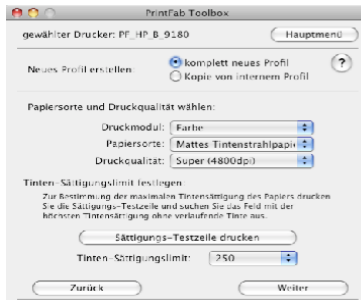 PrintFab Toolbox
gewählter Drucker: PF_HP_B_9180 Hauptmenü
Neues Profil erstellen: komplett neues Profil ?
Kopie von internem Profil
Papiersorte und Druckqualität wählen:
Druckmodul: Farbe
Papiersorte: Mattes Tintenstrahlpapi
Druckqualität: Super (4800dpi)
Tinten-Sättigungslimit festlegen:
Zur Bestimmung der maximalen Tintensättigung des Papiers drucken
Sie die Sättigungs-Testzeile und suchen Sie das Feld mit der
höchsten Tintensättigung ohne verlaufende Tinte aus.
Sättigungs-Testzeile drucken
Tinten-Sättigungslimit: 250
Zurück Weiter